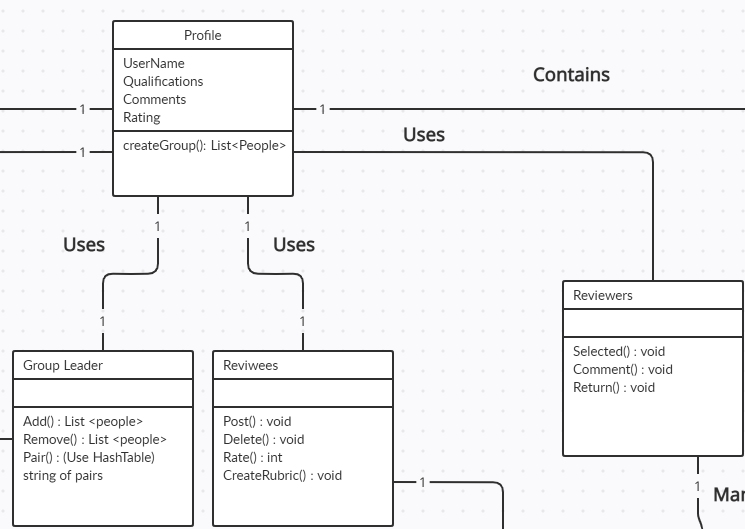 Profile
UserName
Qualifications
Comments
Rating
createGroup(): List<People>
1
1
1
Contains
Uses
1
1
Uses
Uses
1
1
Group Leader
Add() : List <people>
Remove() : List <people>
Pair() : (Use HashTable)
string of pairs
Reviwees
Post() : void
Delete() : void
Rate() : int
CreateRubric() : void
1
Reviewers
Selected() : void
Comment() : void
Return() : void
1